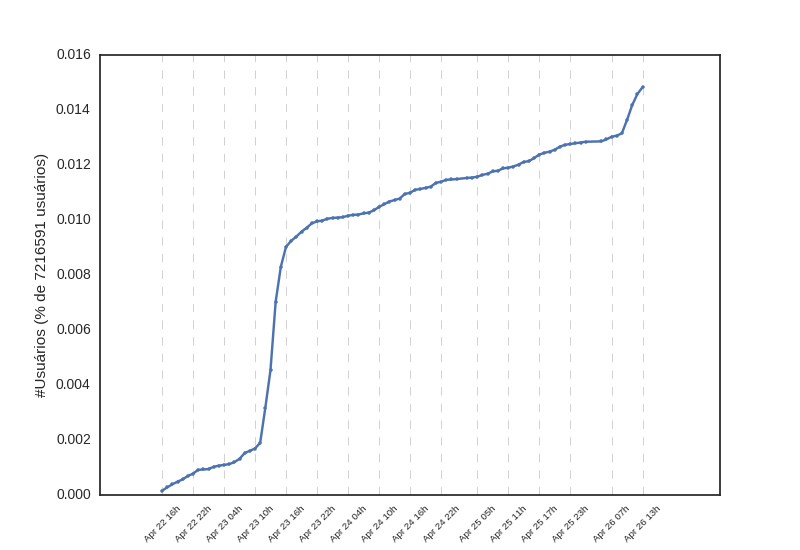 0.016
0.014
0.012
0.010
0.008
0.006
0.004
0.002
0.000
#Usuários (% de 7216591 usuários)
Apr 22 16h
Apr 22 22h
Apr 23 04h
Apr 23 10h
Apr 23 16h
Apr 23 22h
Apr 24 04h
Apr 24 10h
Apr 24 16h
Apr 24 22h
Apr 25 05h
Apr 25 11h
Apr 25 17h
Apr 25 23h
Apr 26 07h
Apr 26 13h